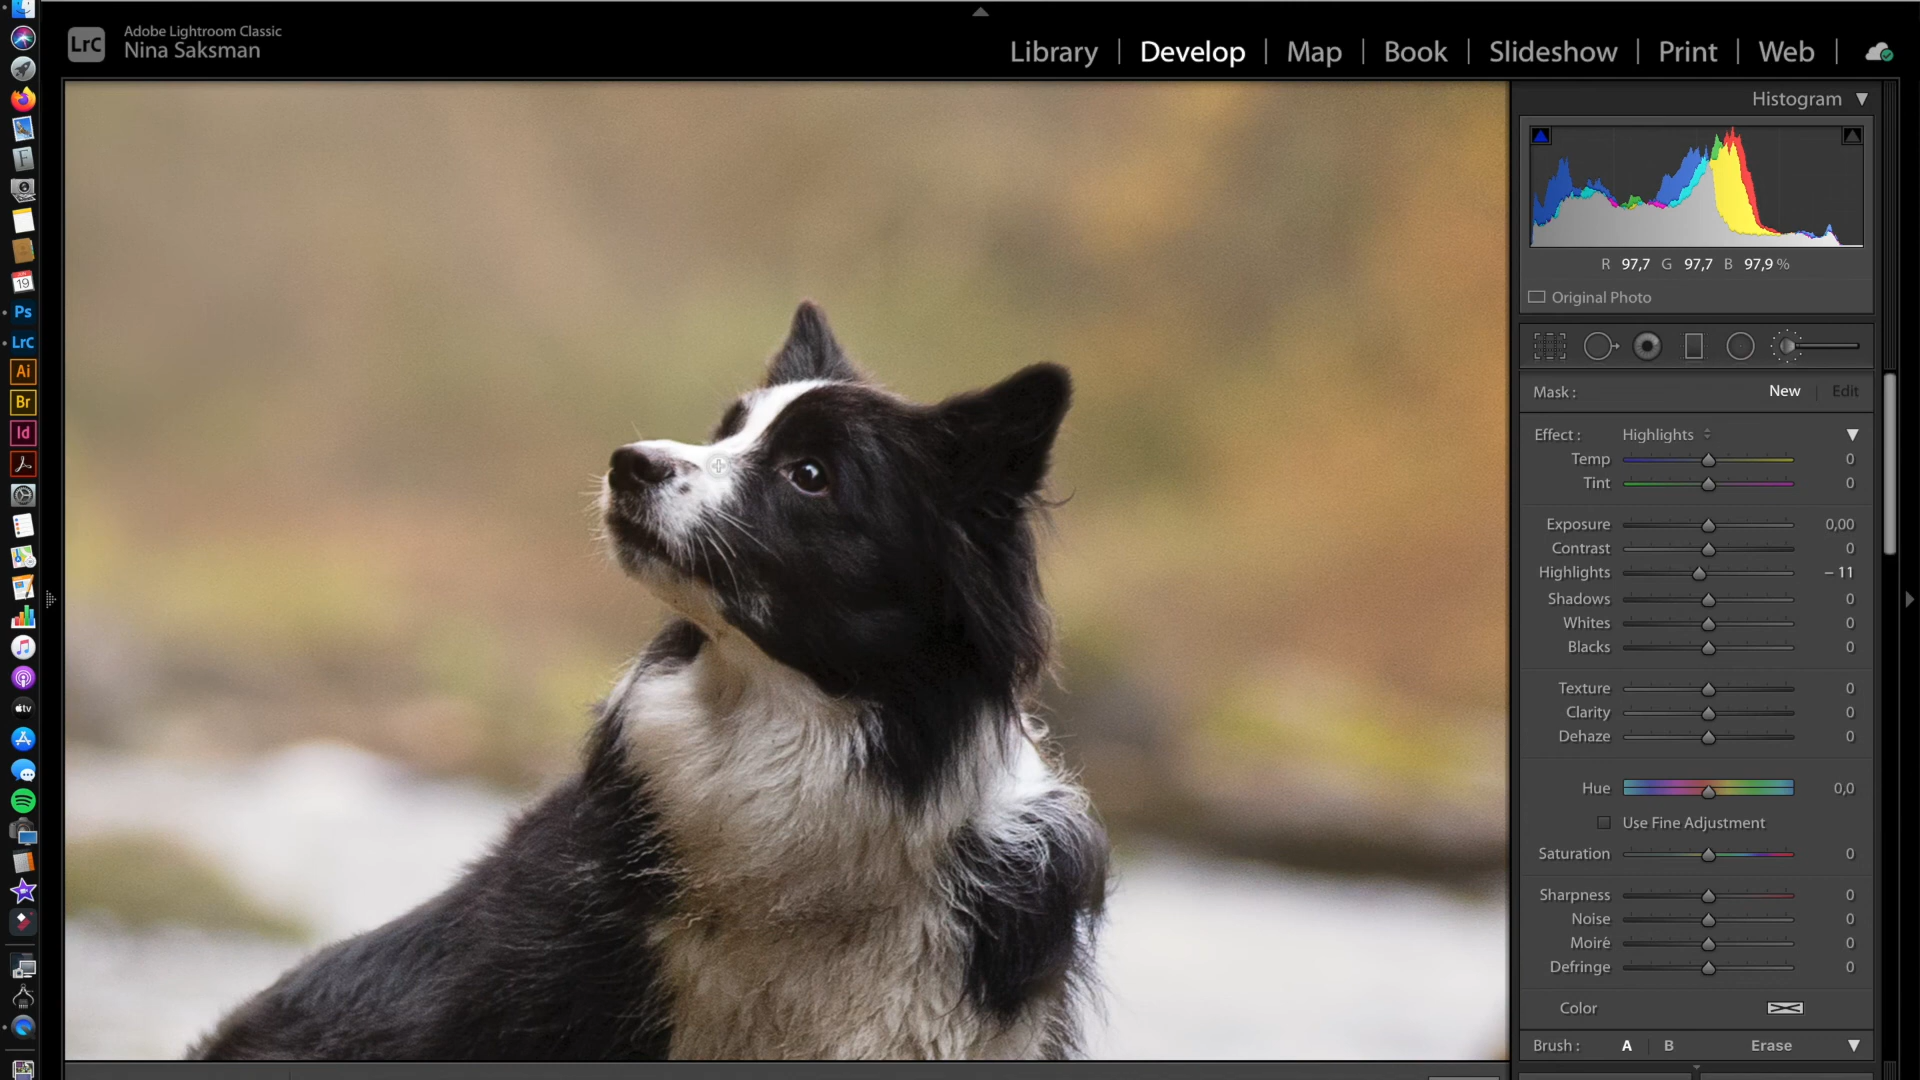 Adobe Lightroom Classic
LrC Nina Saksman
Library | Develop | Map | Book | Slideshow | Print | Web |
Histogram
R 97,7 G 97,7 B 97,9 %
Original Photo
Mask : New | Edit
Effect : Highlights
Temp 0
Tint 0
Exposure 0,00
Contrast 0
Highlights – 11
Shadows 0
Whites 0
Blacks 0
Texture 0
Clarity 0
Dehaze 0
Hue 0,0
Use Fine Adjustment
Saturation 0
Sharpness 0
Noise 0
Moiré 0
Defringe 0
Color
Brush : A | B Erase
F
19
Ps
LrC
Ai
Br
Id
tv